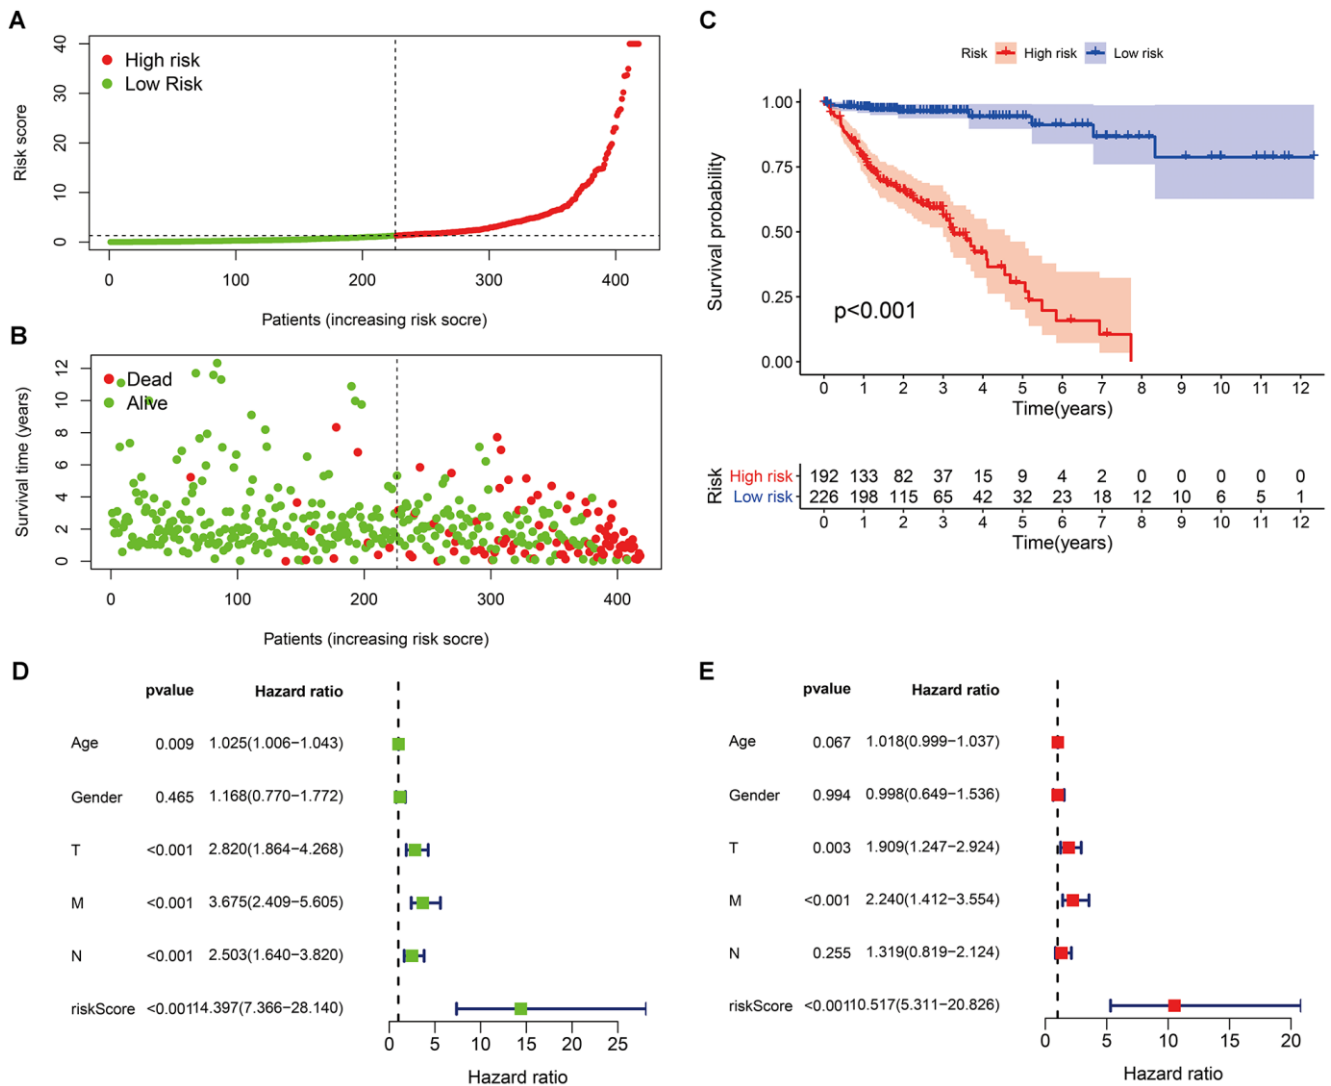 A
Risk score
40
30
20
10
0
High risk
Low Risk
0 100 200 300 400
Patients (increasing risk socre)
B
Survival time (years)
12
10
8
6
4
2
0
Dead
Alive
0 100 200 300 400
Patients (increasing risk socre)
C
Risk High risk Low risk
Survival probability
1.00
0.75
0.50
0.25
0.00
p<0.001
0 1 2 3 4 5 6 7 8 9 10 11 12
Time(years)
Risk
High risk 192 133 82 37 15 9 4 2 0 0 0 0 0
Low risk 226 198 115 65 42 32 23 18 12 10 6 5 1
0 1 2 3 4 5 6 7 8 9 10 11 12
Time(years)
D
pvalue Hazard ratio
Age 0.009 1.025(1.006−1.043)
Gender 0.465 1.168(0.770−1.772)
T <0.001 2.820(1.864−4.268)
M <0.001 3.675(2.409−5.605)
N <0.001 2.503(1.640−3.820)
riskScore <0.001 14.397(7.366−28.140)
0 5 10 15 20 25
Hazard ratio
E
pvalue Hazard ratio
Age 0.067 1.018(0.999−1.037)
Gender 0.994 0.998(0.649−1.536)
T 0.003 1.909(1.247−2.924)
M <0.001 2.240(1.412−3.554)
N 0.255 1.319(0.819−2.124)
riskScore <0.001 10.517(5.311−20.826)
0 5 10 15 20
Hazard ratio